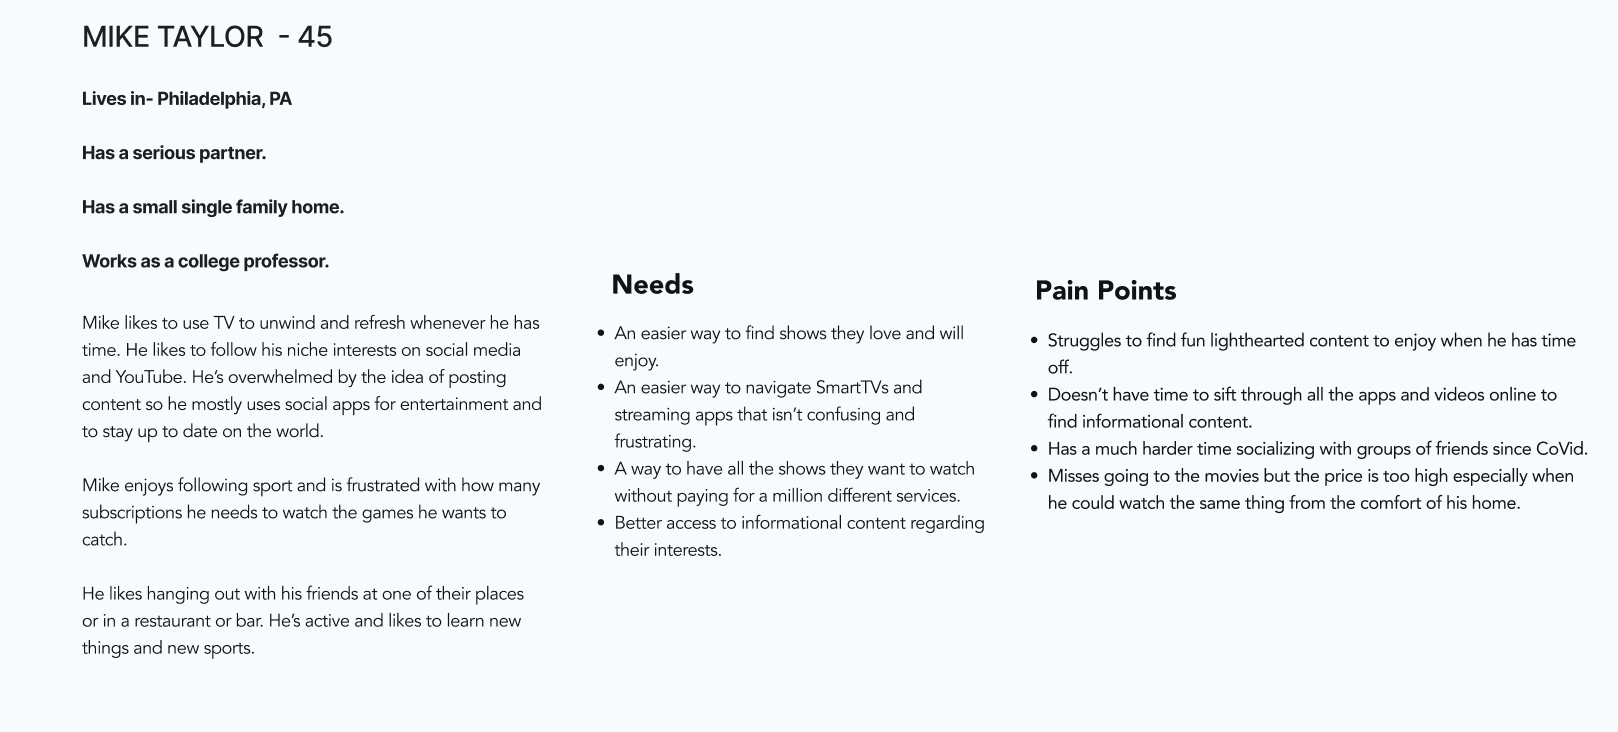 MIKE TAYLOR - 45
Lives in- Philadelphia, PA
Has a serious partner.
Has a small single family home.
Works as a college professor.
Mike likes to use TV to unwind and refresh whenever he has
time. He likes to follow his niche interests on social media
and YouTube. He’s overwhelmed by the idea of posting
content so he mostly uses social apps for entertainment and
to stay up to date on the world.
Mike enjoys following sport and is frustrated with how many
subscriptions he needs to watch the games he wants to
catch.
He likes hanging out with his friends at one of their places
or in a restaurant or bar. He’s active and likes to learn new
things and new sports.
Needs
• An easier way to find shows they love and will
enjoy.
• An easier way to navigate SmartTVs and
streaming apps that isn’t confusing and
frustrating.
• A way to have all the shows they want to watch
without paying for a million different services.
• Better access to informational content regarding
their interests.
Pain Points
• Struggles to find fun lighthearted content to enjoy when he has time
off.
• Doesn’t have time to sift through all the apps and videos online to
find informational content.
• Has a much harder time socializing with groups of friends since CoVid.
• Misses going to the movies but the price is too high especially when
he could watch the same thing from the comfort of his home.